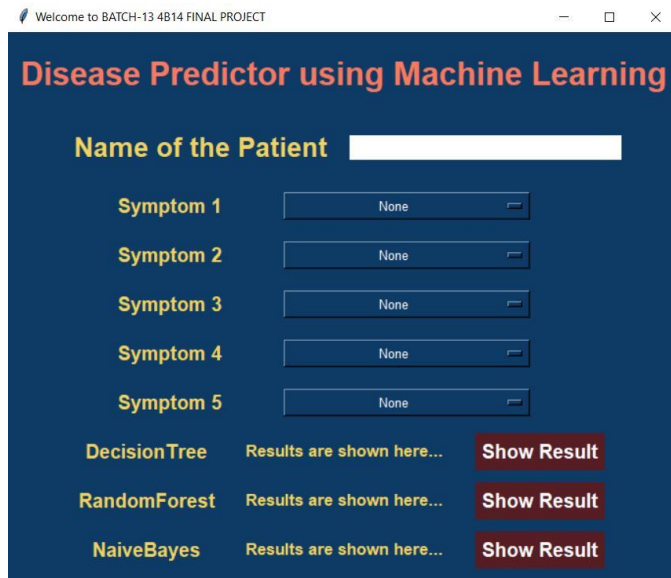 Welcome to BATCH-13 4B14 FINAL PROJECT
Disease Predictor using Machine Learning
Name of the Patient
Symptom 1 None
Symptom 2 None
Symptom 3 None
Symptom 4 None
Symptom 5 None
DecisionTree Results are shown here... Show Result
RandomForest Results are shown here... Show Result
NaiveBayes Results are shown here... Show Result